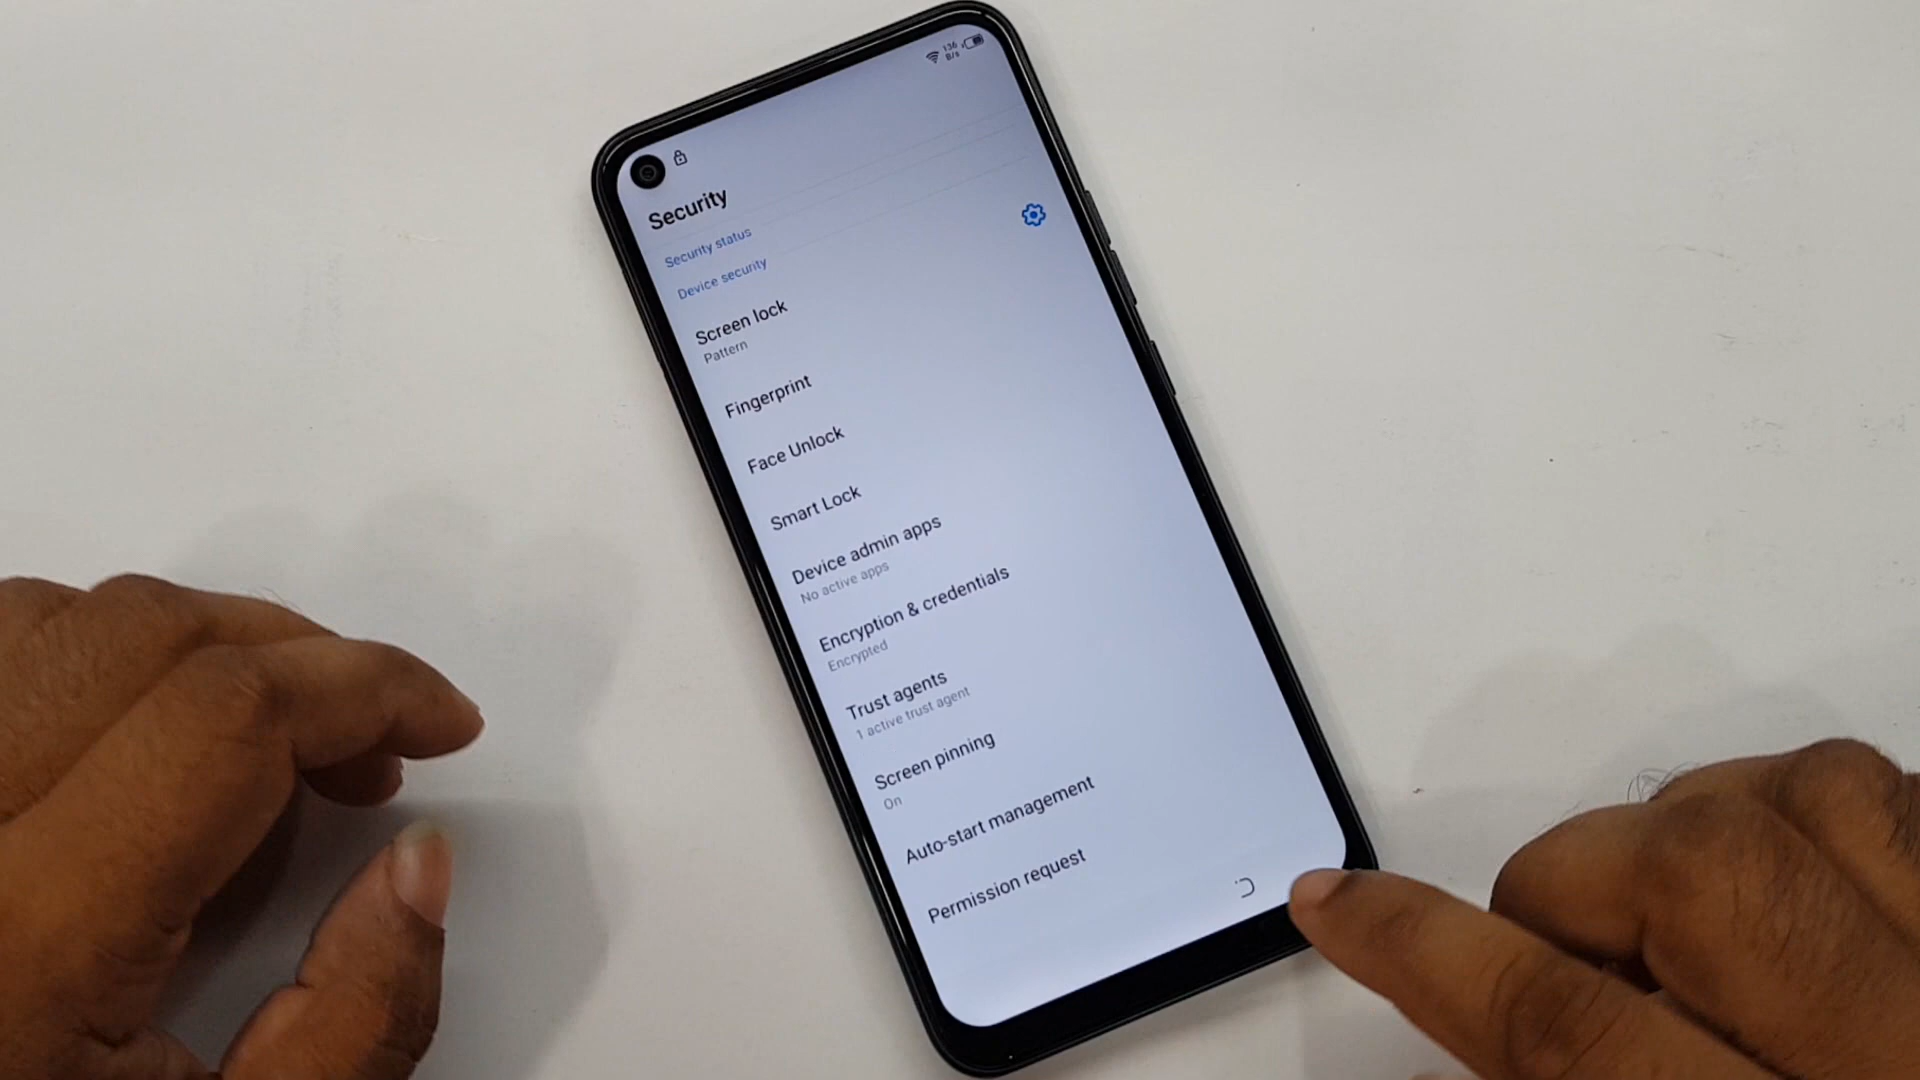 136
B/s
Security
Security status
Device security
Screen lock
Pattern
Fingerprint
Face Unlock
Smart Lock
Device admin apps
No active apps
Encryption & credentials
Encrypted
Trust agents
1 active trust agent
Screen pinning
On
Auto-start management
Permission request